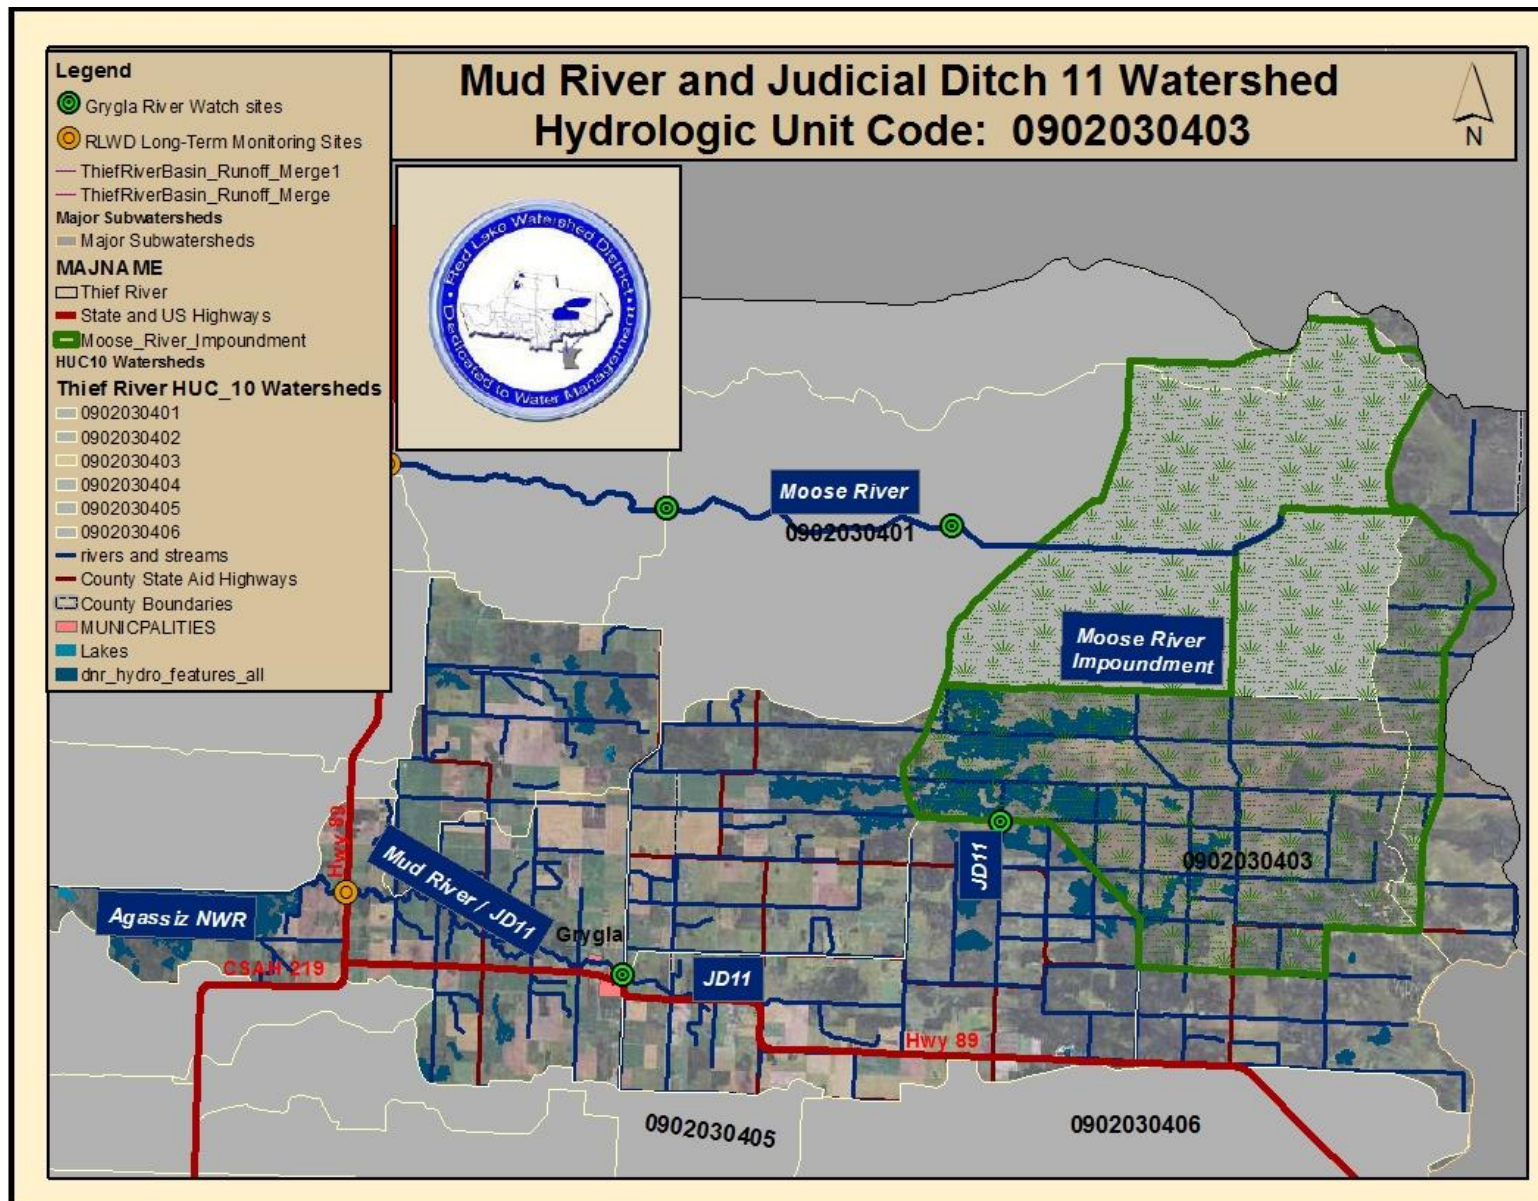 Mud River and Judicial Ditch 11 Watershed
Hydrologic Unit Code: 0902030403
N
Legend
Grygla River Watch sites
RLWD Long-Term Monitoring Sites
ThiefRiverBasin_Runoff_Merge1
ThiefRiverBasin_Runoff_Merge
Major Subwatersheds
Major Subwatersheds
MAJNAME
Thief River
State and US Highways
Moose_River_Impoundment
HUC10 Watersheds
Thief River HUC_10 Watersheds
0902030401
0902030402
0902030403
0902030404
0902030405
0902030406
rivers and streams
County State Aid Highways
County Boundaries
MUNICPALITIES
Lakes
dnr_hydro_features_all
Red Lake Watershed District
Dedicated to Water Management
Moose River
0902030401
Moose River
Impoundment
Hwy 89
Mud River / JD11
JD11
0902030403
Agassiz NWR
Grygla
CSAH 219
JD11
Hwy 89
0902030405
0902030406